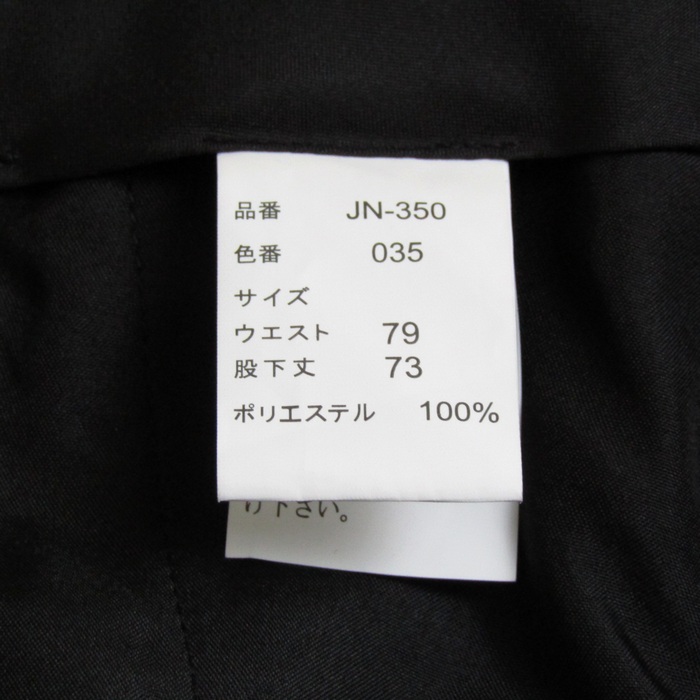 品番 JN-350
色番 035
サイズ
ウエスト 79
股下丈 73
ポリエステル 100%
け下さい。